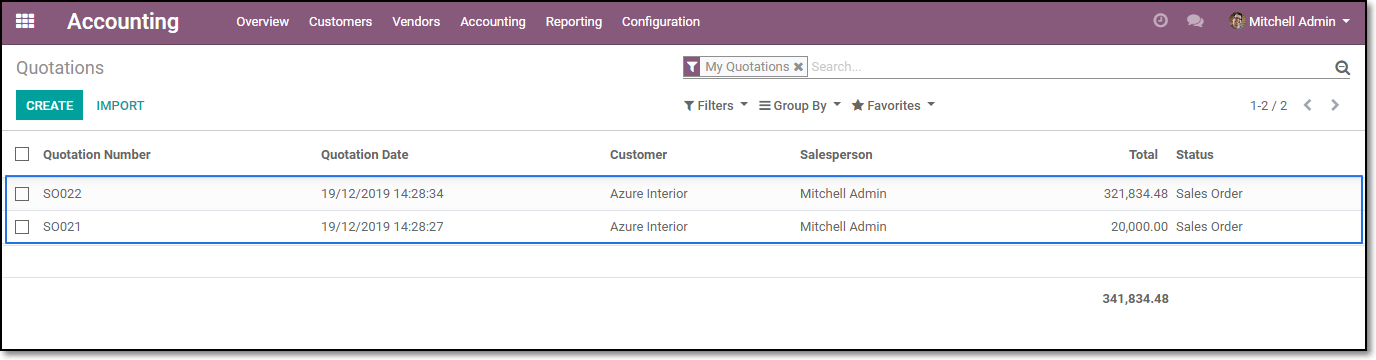 Accounting Overview Customers Vendors Accounting Reporting Configuration Mitchell Admin
Quotations My Quotations Search...
CREATE IMPORT Filters Group By Favorites 1-2 / 2
Quotation Number Quotation Date Customer Salesperson Total Status
SO022 19/12/2019 14:28:34 Azure Interior Mitchell Admin 321,834.48 Sales Order
SO021 19/12/2019 14:28:27 Azure Interior Mitchell Admin 20,000.00 Sales Order
341,834.48